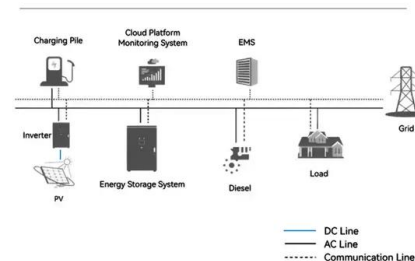 Charging Pile
Cloud Platform
Monitoring System
EMS
Grid
Inverter
PV
Energy Storage System
Diesel
Load
DC Line
AC Line
Communication Line